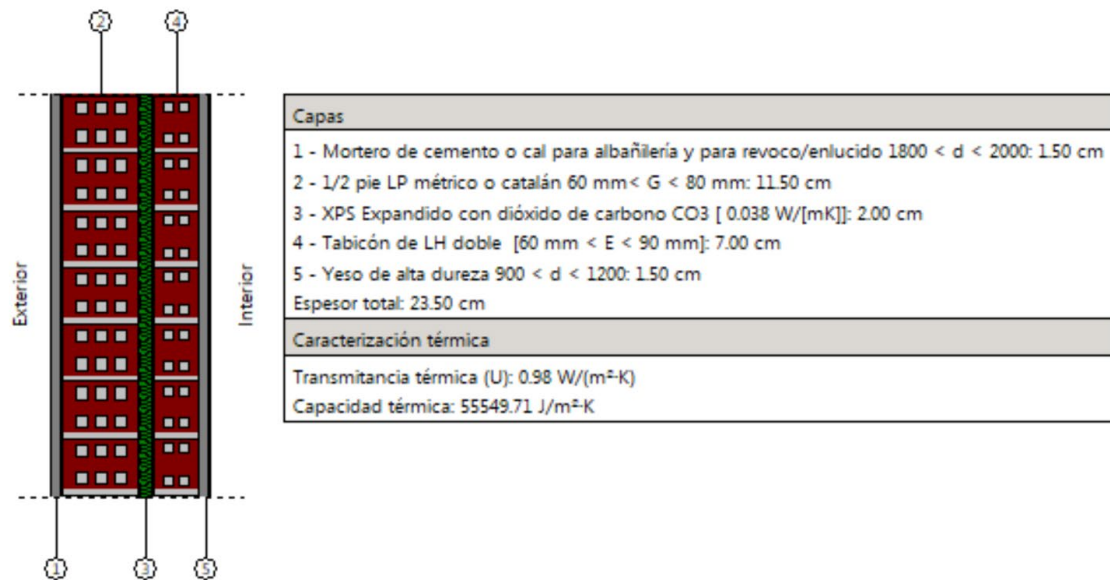 2
4
Exterior
Interior
1
3
5
Capas
1 - Mortero de cemento o cal para albañilería y para revoco/enlucido 1800 < d < 2000: 1.50 cm
2 - 1/2 pie LP métrico o catalán 60 mm< G < 80 mm: 11.50 cm
3 - XPS Expandido con dióxido de carbono CO3 [ 0.038 W/[mK]]: 2.00 cm
4 - Tabicón de LH doble [60 mm < E < 90 mm]: 7.00 cm
5 - Yeso de alta dureza 900 < d < 1200: 1.50 cm
Espesor total: 23.50 cm
Caracterización térmica
Transmitancia térmica (U): 0.98 W/(m²·K)
Capacidad térmica: 55549.71 J/m²·K